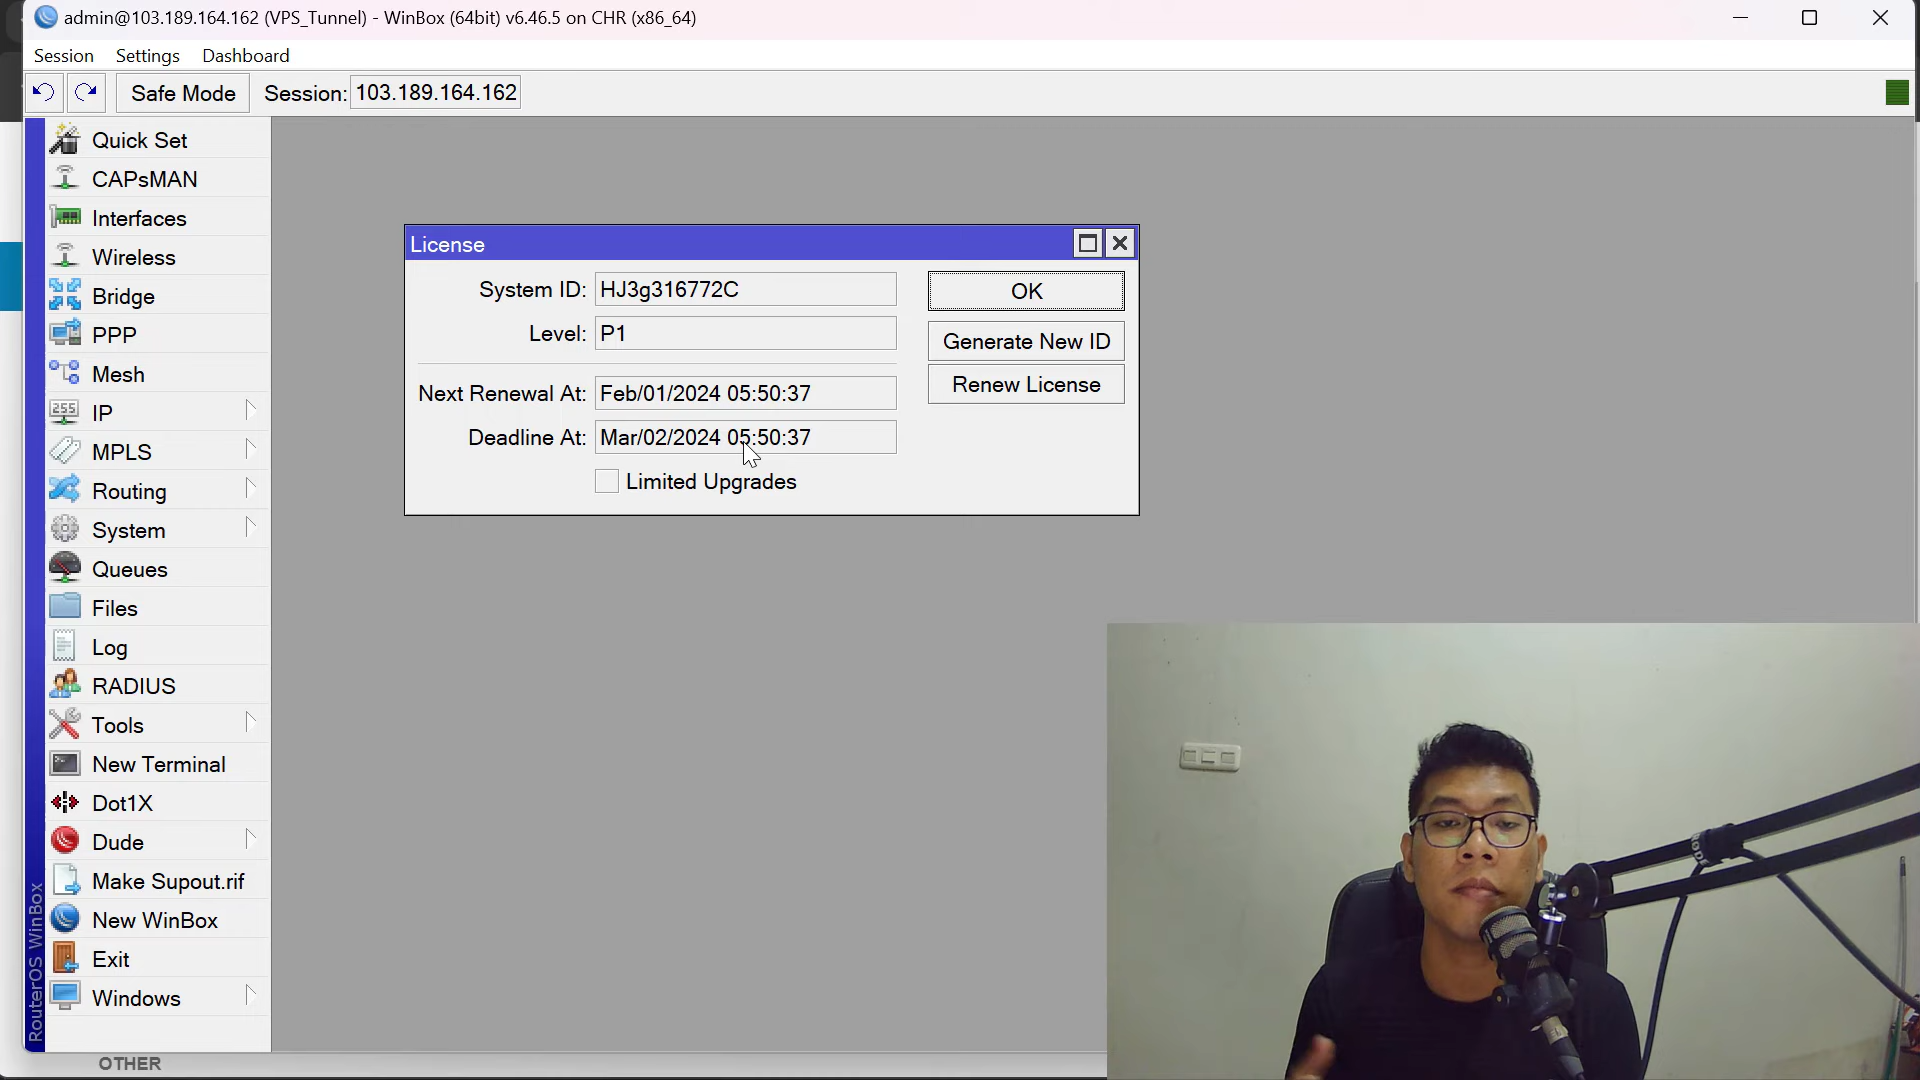 admin@103.189.164.162 (VPS_Tunnel) - WinBox (64bit) v6.46.5 on CHR (x86_64)
Session Settings Dashboard
Safe Mode Session: 103.189.164.162
Quick Set
CAPsMAN
Interfaces
Wireless
Bridge
PPP
Mesh
255 IP
MPLS
Routing
System
Queues
Files
Log
RADIUS
Tools
New Terminal
Dot1X
Dude
Make Supout.rif
New WinBox
Exit
Windows
RouterOS WinBox
License
System ID: HJ3g316772C
Level: P1
Next Renewal At: Feb/01/2024 05:50:37
Deadline At: Mar/02/2024 05:50:37
Limited Upgrades
OK
Generate New ID
Renew License
OTHER
RODE